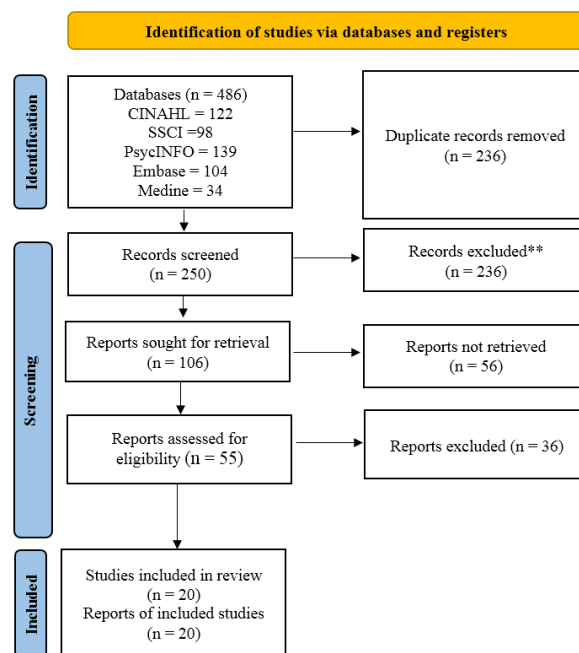 Identification of studies via databases and registers
Identification
Databases (n = 486)
CINAHL = 122
SSCI =98
PsycINFO = 139
Embase = 104
Medine = 34
Duplicate records removed
(n = 236)
Screening
Records screened
(n = 250)
Records excluded**
(n = 236)
Reports sought for retrieval
(n = 106)
Reports not retrieved
(n = 56)
Reports assessed for
eligibility (n = 55)
Reports excluded (n = 36)
Included
Studies included in review
(n = 20)
Reports of included studies
(n = 20)